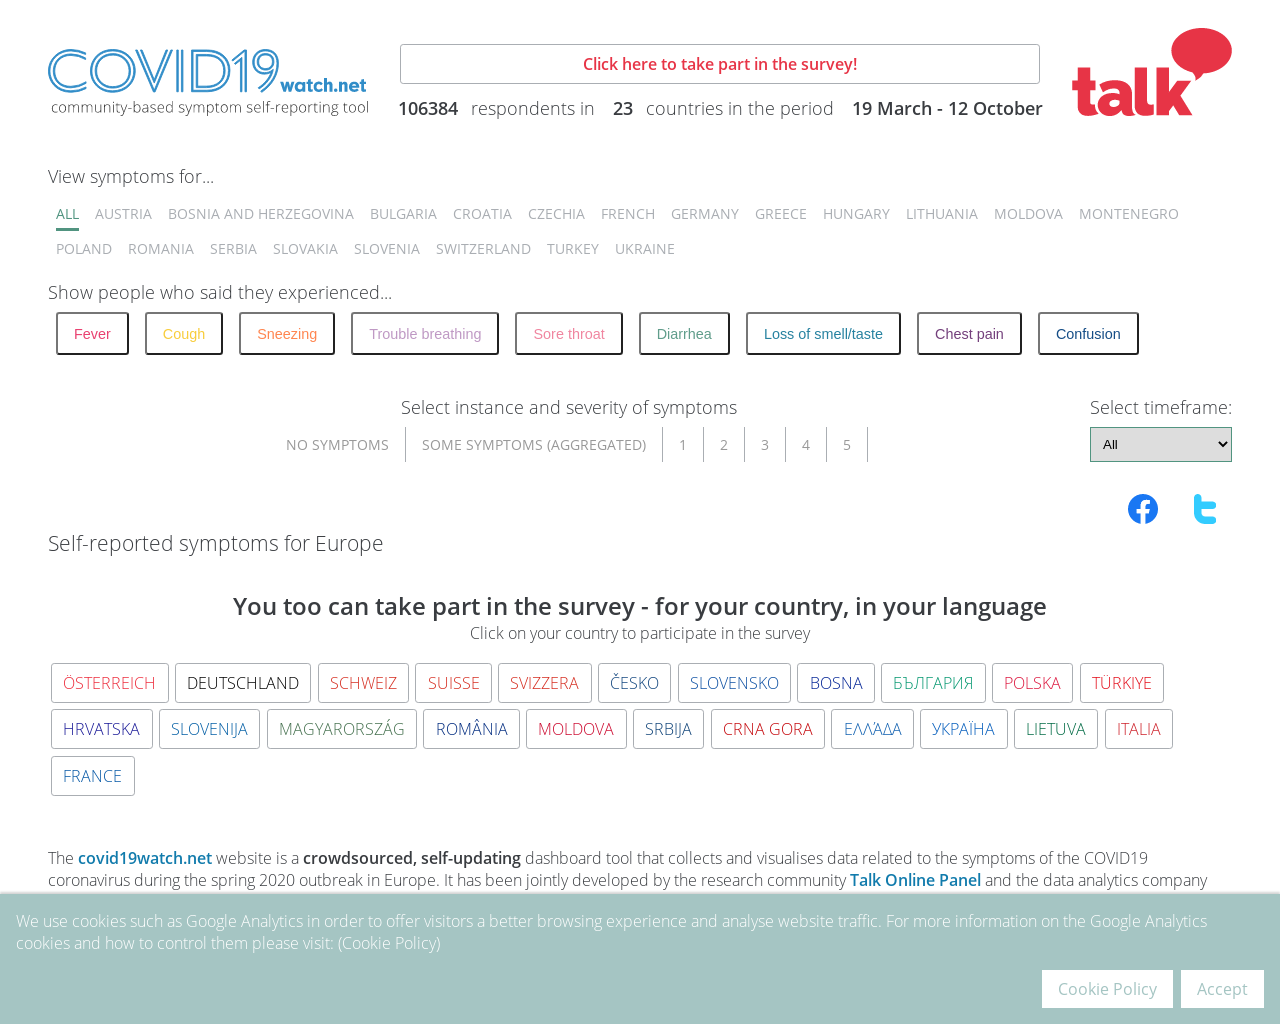 COVID19watch.net
community-based symptom self-reporting tool
Click here to take part in the survey!
106384 respondents in 23 countries in the period 19 March - 12 October
talk
View symptoms for...
ALL AUSTRIA BOSNIA AND HERZEGOVINA BULGARIA CROATIA CZECHIA FRENCH GERMANY GREECE HUNGARY LITHUANIA MOLDOVA MONTENEGRO
POLAND ROMANIA SERBIA SLOVAKIA SLOVENIA SWITZERLAND TURKEY UKRAINE
Show people who said they experienced...
Fever Cough Sneezing Trouble breathing Sore throat Diarrhea Loss of smell/taste Chest pain Confusion
Select instance and severity of symptoms
Select timeframe:
NO SYMPTOMS SOME SYMPTOMS (AGGREGATED) 1 2 3 4 5
All
Self-reported symptoms for Europe
You too can take part in the survey - for your country, in your language
Click on your country to participate in the survey
ÖSTERREICH DEUTSCHLAND SCHWEIZ SUISSE SVIZZERA ČESKO SLOVENSKO BOSNA БЪЛГАРИЯ POLSKA TÜRKIYE
HRVATSKA SLOVENIJA MAGYARORSZÁG ROMÂNIA MOLDOVA SRBIJA CRNA GORA ΕΛΛΆΔΑ УКРАЇНА LIETUVA ITALIA
FRANCE
The covid19watch.net website is a crowdsourced, self-updating dashboard tool that collects and visualises data related to the symptoms of the COVID19
coronavirus during the spring 2020 outbreak in Europe. It has been jointly developed by the research community Talk Online Panel and the data analytics company
We use cookies such as Google Analytics in order to offer visitors a better browsing experience and analyse website traffic. For more information on the Google Analytics
cookies and how to control them please visit: (Cookie Policy)
Cookie Policy Accept